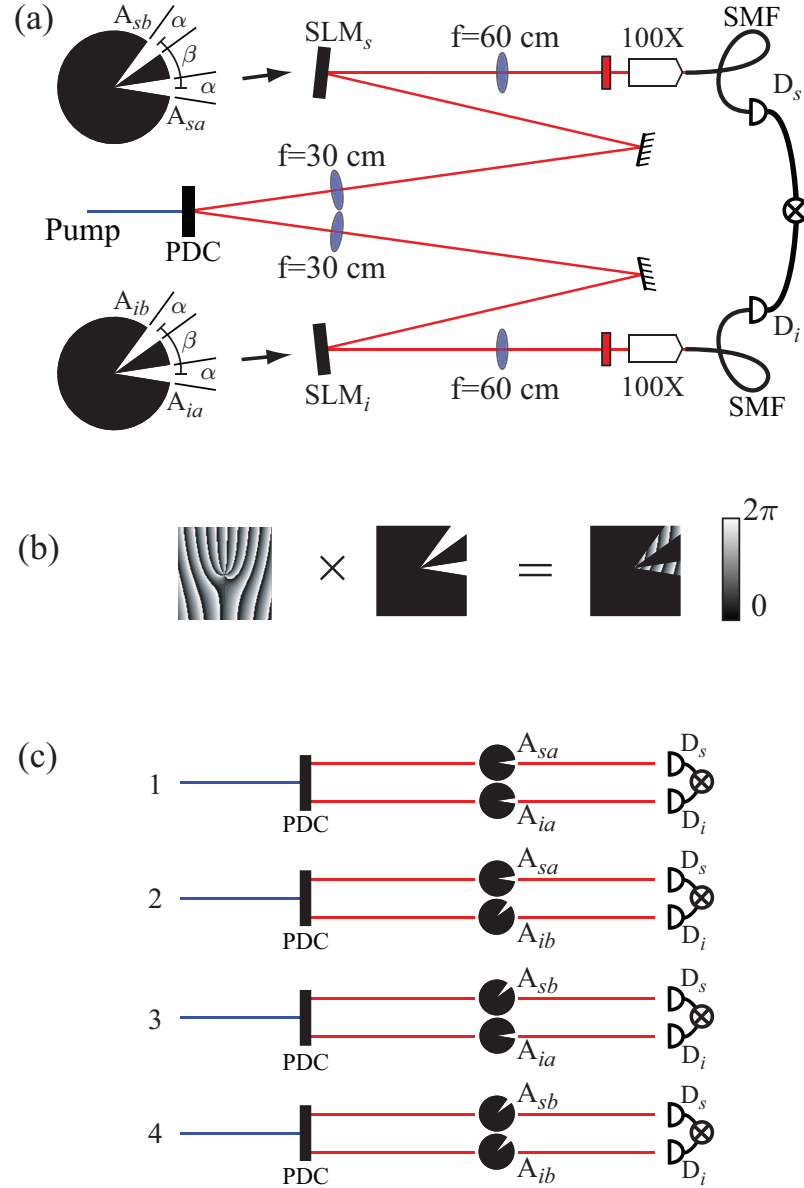 (a)
A_sb α
β
α
A_sa
SLM_s
f=60 cm
100X
SMF
D_s
f=30 cm
Pump
PDC
f=30 cm
A_ib α
β
α
A_ia
SLM_i
f=60 cm
100X
SMF
D_i
(b)
×
=
2π
0
(c)
1
PDC
A_sa
A_ia
D_s
D_i
2
PDC
A_sa
A_ib
D_s
D_i
3
PDC
A_sb
A_ia
D_s
D_i
4
PDC
A_sb
A_ib
D_s
D_i